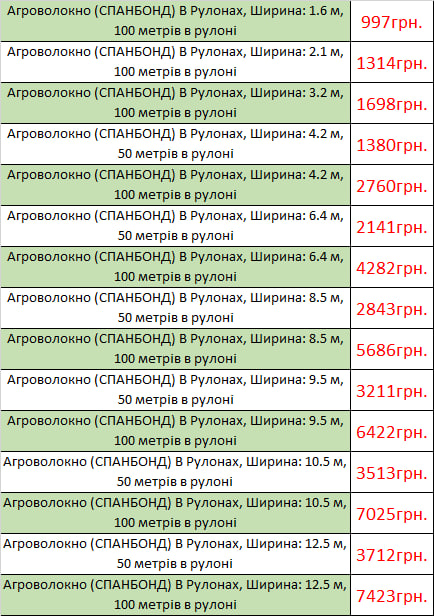 Агроволокно (СПАНБОНД) В Рулонах, Ширина: 1.6 м,
100 метрів в рулоні
997грн.
Агроволокно (СПАНБОНД) В Рулонах, Ширина: 2.1 м,
100 метрів в рулоні
1314грн.
Агроволокно (СПАНБОНД) В Рулонах, Ширина: 3.2 м,
100 метрів в рулоні
1698грн.
Агроволокно (СПАНБОНД) В Рулонах, Ширина: 4.2 м,
50 метрів в рулоні
1380грн.
Агроволокно (СПАНБОНД) В Рулонах, Ширина: 4.2 м,
100 метрів в рулоні
2760грн.
Агроволокно (СПАНБОНД) В Рулонах, Ширина: 6.4 м,
50 метрів в рулоні
2141грн.
Агроволокно (СПАНБОНД) В Рулонах, Ширина: 6.4 м,
100 метрів в рулоні
4282грн.
Агроволокно (СПАНБОНД) В Рулонах, Ширина: 8.5 м,
50 метрів в рулоні
2843грн.
Агроволокно (СПАНБОНД) В Рулонах, Ширина: 8.5 м,
100 метрів в рулоні
5686грн.
Агроволокно (СПАНБОНД) В Рулонах, Ширина: 9.5 м,
50 метрів в рулоні
3211грн.
Агроволокно (СПАНБОНД) В Рулонах, Ширина: 9.5 м,
100 метрів в рулоні
6422грн.
Агроволокно (СПАНБОНД) В Рулонах, Ширина: 10.5 м,
50 метрів в рулоні
3513грн.
Агроволокно (СПАНБОНД) В Рулонах, Ширина: 10.5 м,
100 метрів в рулоні
7025грн.
Агроволокно (СПАНБОНД) В Рулонах, Ширина: 12.5 м,
50 метрів в рулоні
3712грн.
Агроволокно (СПАНБОНД) В Рулонах, Ширина: 12.5 м,
100 метрів в рулоні
7423грн.